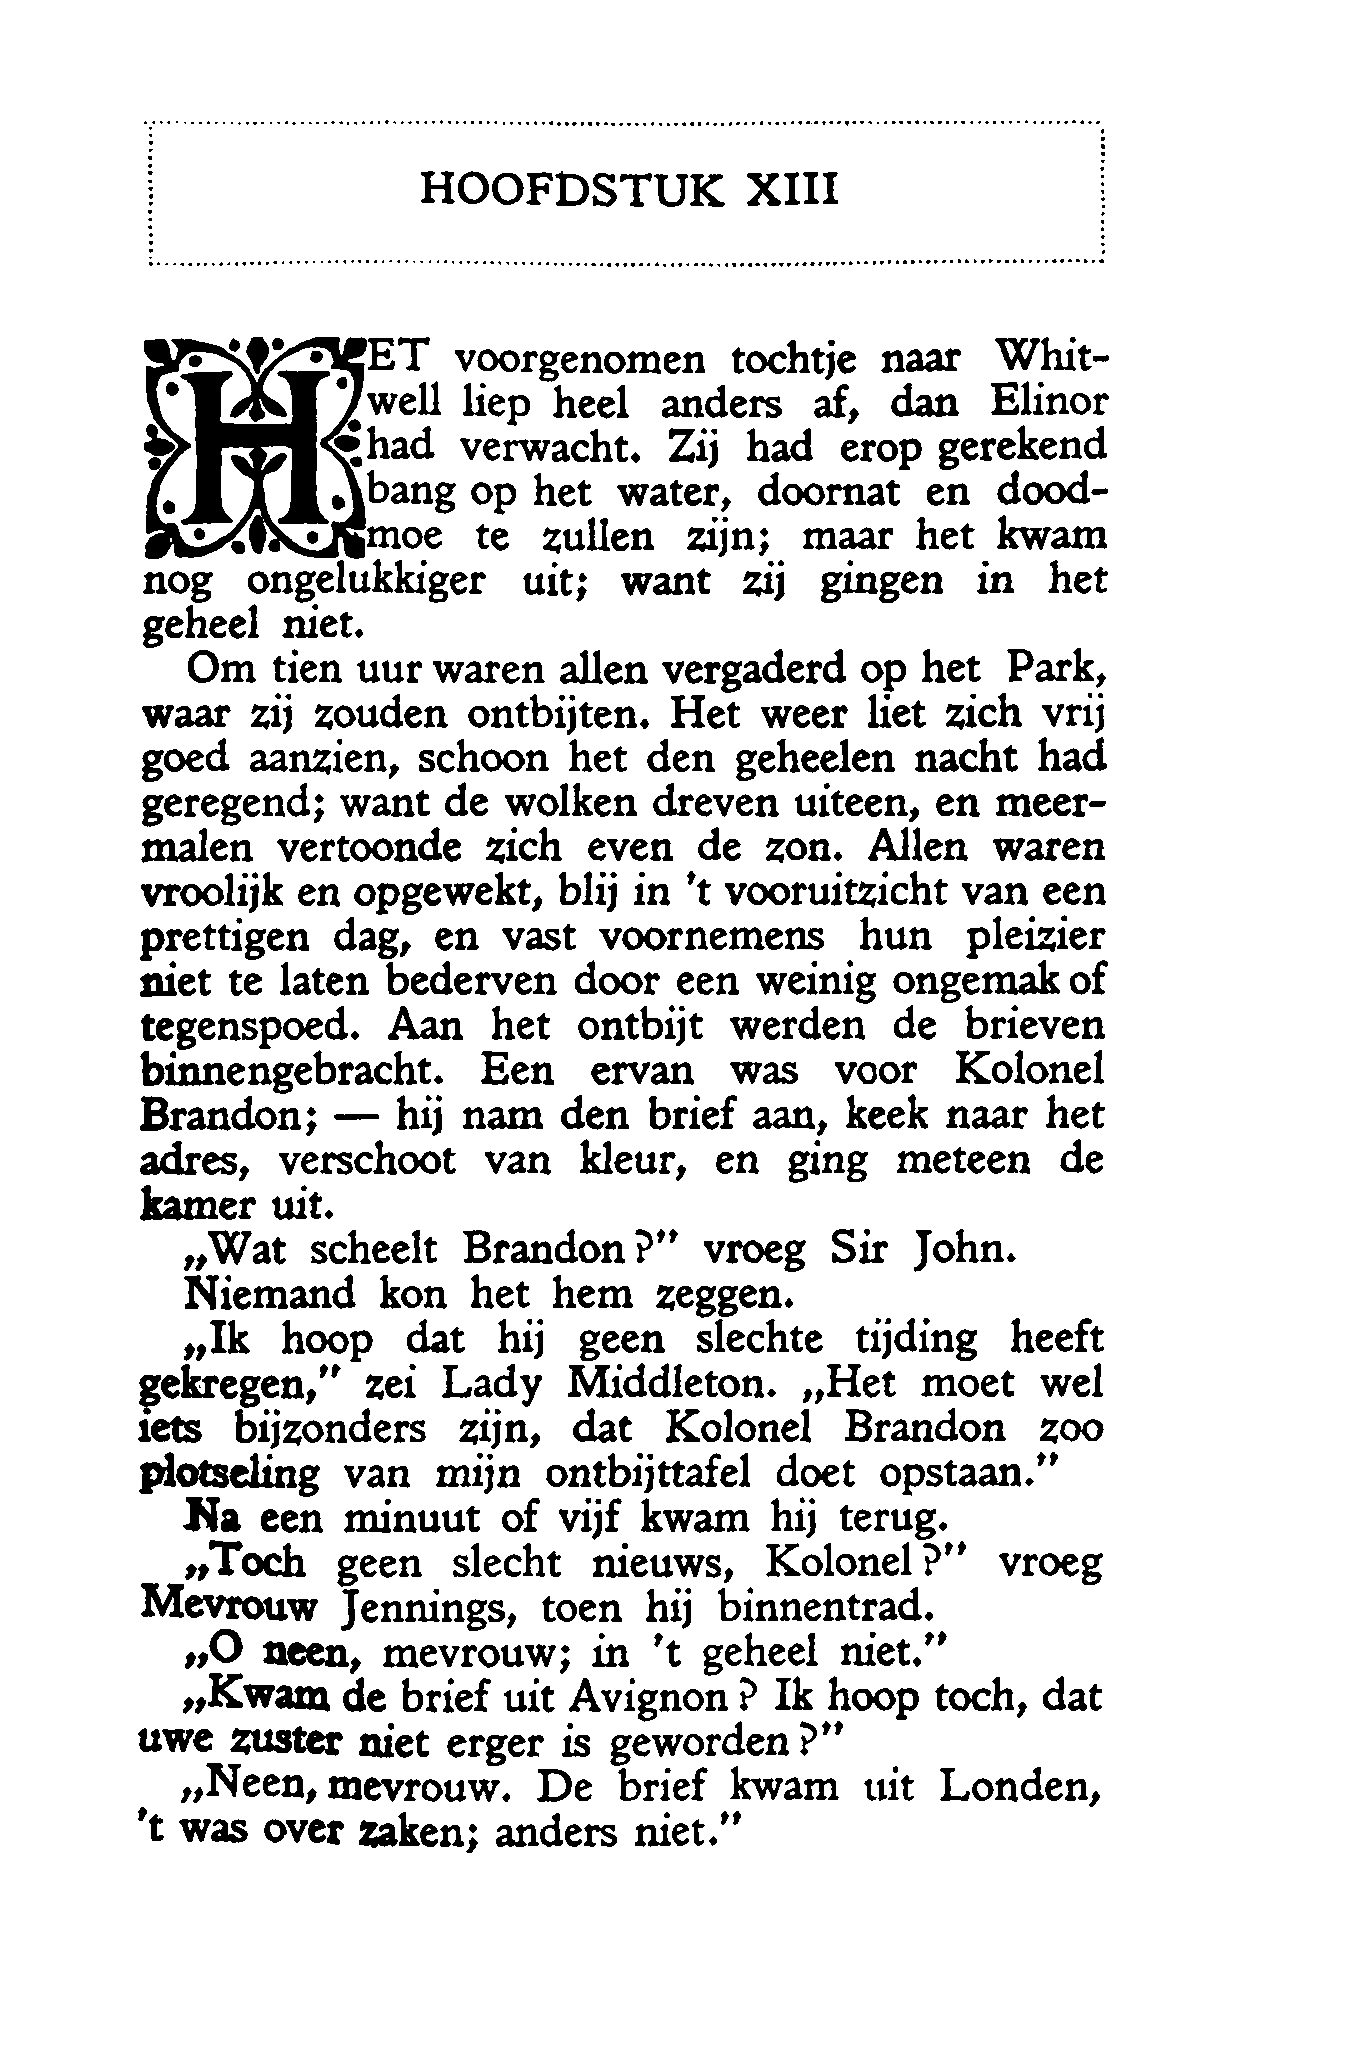 HOOFDSTUK XIII
HET voorgenomen tochtje naar Whit-
well liep heel anders af, dan Elinor
had verwacht. Zij had erop gerekend
bang op het water, doornat en dood-
moe te zullen zijn; maar het kwam
nog ongelukkiger uit; want zij gingen in het
geheel niet.
Om tien uur waren allen vergaderd op het Park,
waar zij zouden ontbijten. Het weer liet zich vrij
goed aanzien, schoon het den geheelen nacht had
geregend; want de wolken dreven uiteen, en meer-
malen vertoonde zich even de zon. Allen waren
vroolijk en opgewekt, blij in 't vooruitzicht van een
prettigen dag, en vast voornemens hun pleizier
niet te laten bederven door een weinig ongemak of
tegenspoed. Aan het ontbijt werden de brieven
binnengebracht. Een ervan was voor Kolonel
Brandon; — hij nam den brief aan, keek naar het
adres, verschoot van kleur, en ging meteen de
kamer uit.
„Wat scheelt Brandon?” vroeg Sir John.
Niemand kon het hem zeggen.
„Ik hoop dat hij geen slechte tijding heeft
gekregen,” zei Lady Middleton. „Het moet wel
iets bijzonders zijn, dat Kolonel Brandon zoo
plotseling van mijn ontbijttafel doet opstaan.”
Na een minuut of vijf kwam hij terug.
„Toch geen slecht nieuws, Kolonel?” vroeg
Mevrouw Jennings, toen hij binnentrad.
„O neen, mevrouw; in 't geheel niet.”
„Kwam de brief uit Avignon? Ik hoop toch, dat
uwe zuster niet erger is geworden?”
„Neen, mevrouw. De brief kwam uit Londen,
't was over zaken; anders niet.”